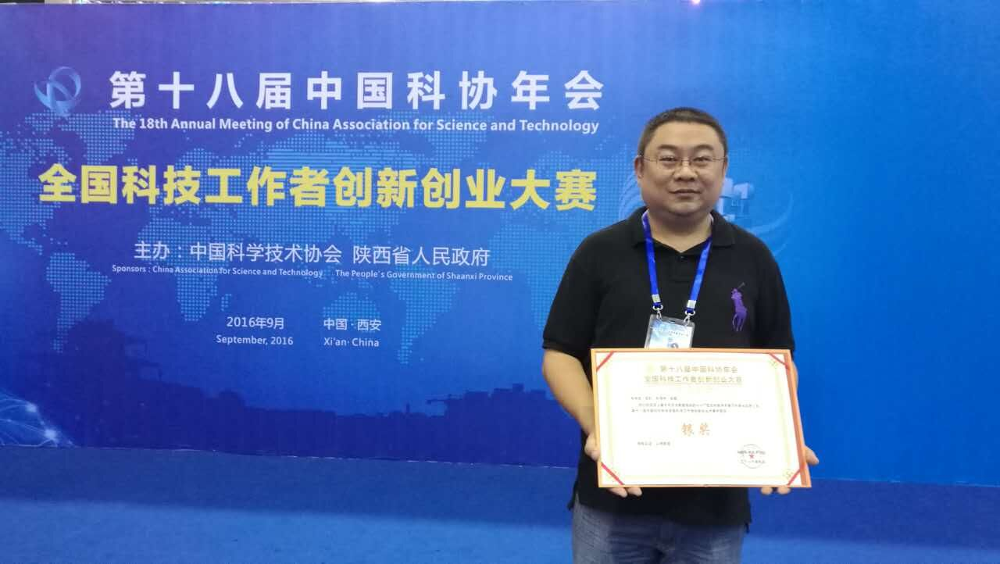 第十八届中国科协年会
The 18th Annual Meeting of China Association for Science and Technology
全国科技工作者创新创业大赛
主办：中国科学技术协会 陕西省人民政府
Sponsors : China Association for Science and Technology The People's Government of Shaanxi Province
2016年9月 中国·西安
September, 2016 Xi'an· China
第十八届中国科协年会
全国科技工作者创新创业大赛
银奖